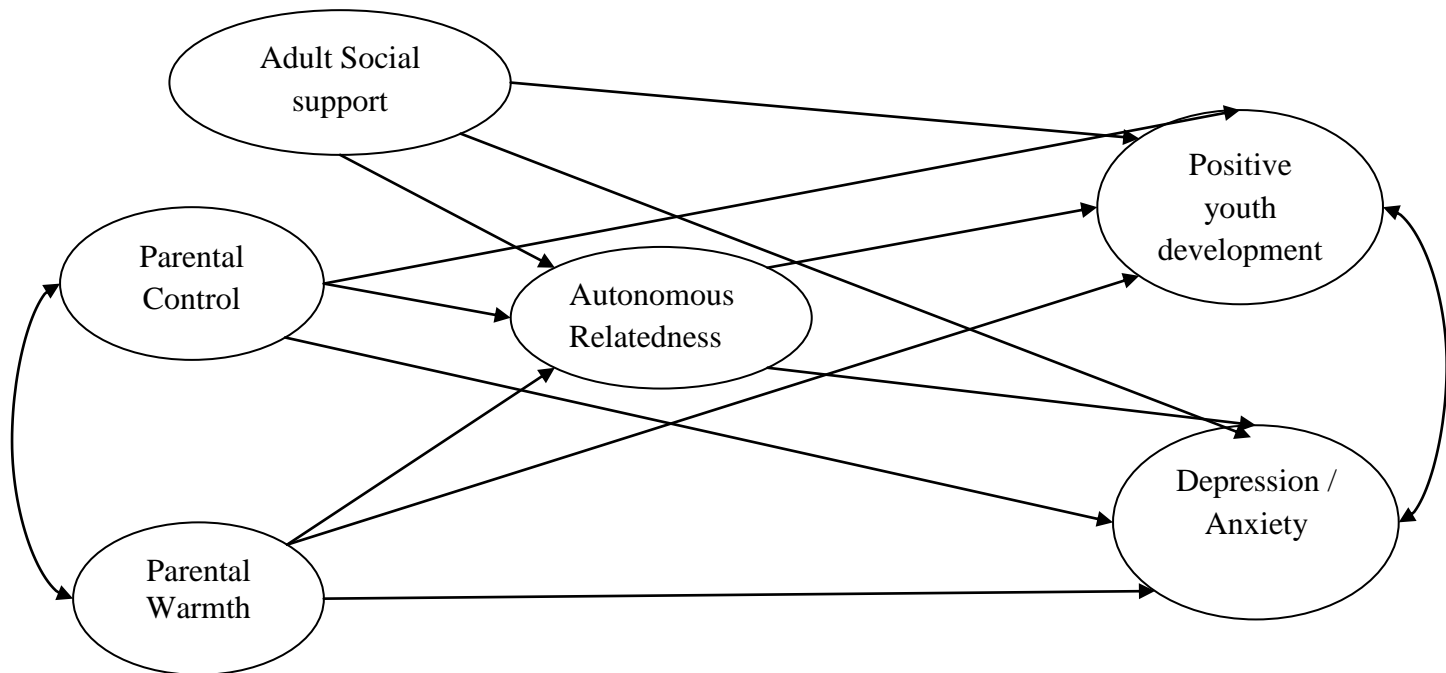 Adult Social
support
Positive
youth
development
Parental
Control
Autonomous
Relatedness
Depression /
Anxiety
Parental
Warmth